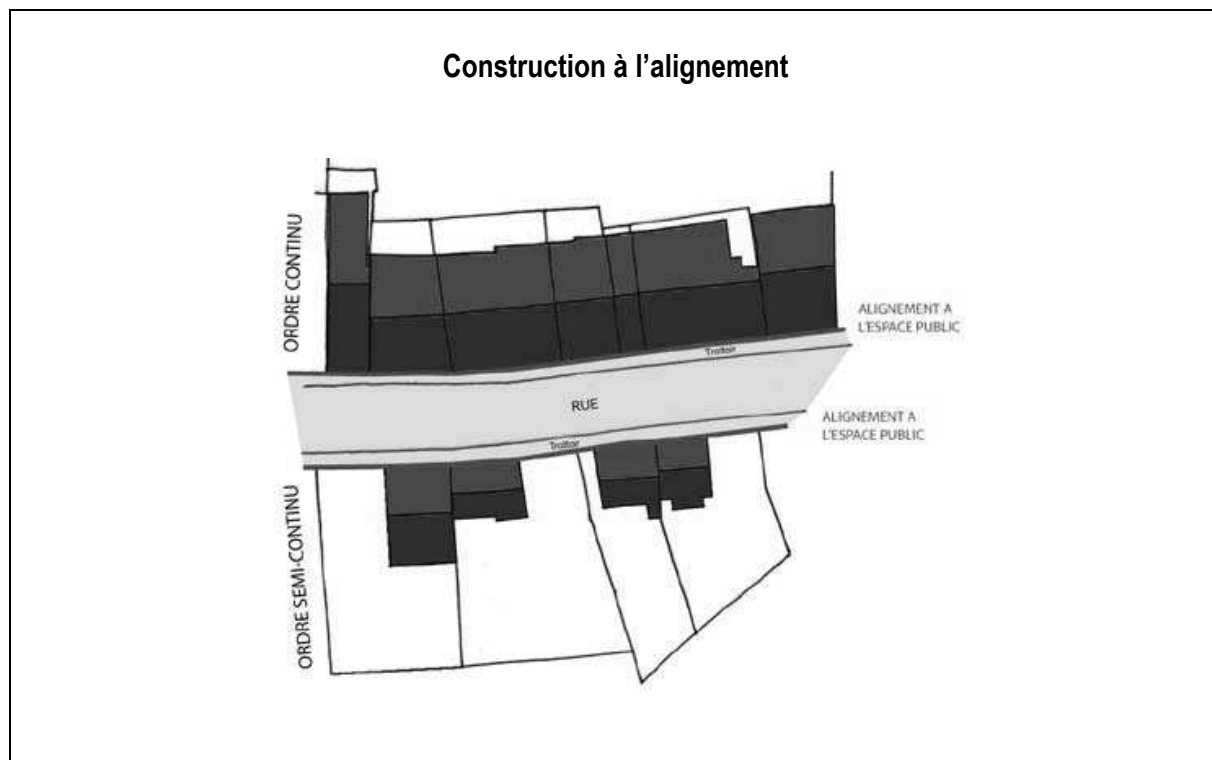 Construction à l'alignement
ORDRE CONTINU
ALIGNEMENT A
L'ESPACE PUBLIC
Trottoir
RUE
ALIGNEMENT A
L'ESPACE PUBLIC
Trottoir
ORDRE SEMI-CONTINU